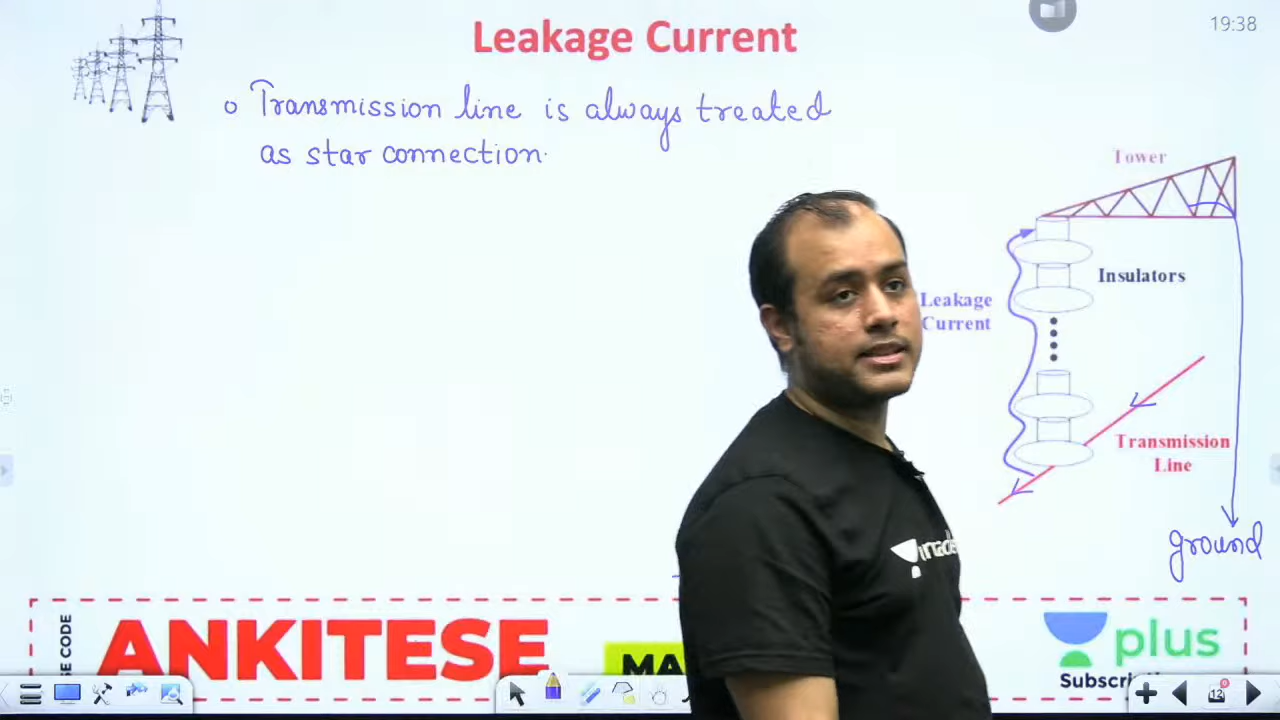 Leakage Current
19:38
o Transmission line is always treated
as star connection.
Tower
Insulators
Leakage
Current
Transmission
Line
ground
ANKITESE
plus
12